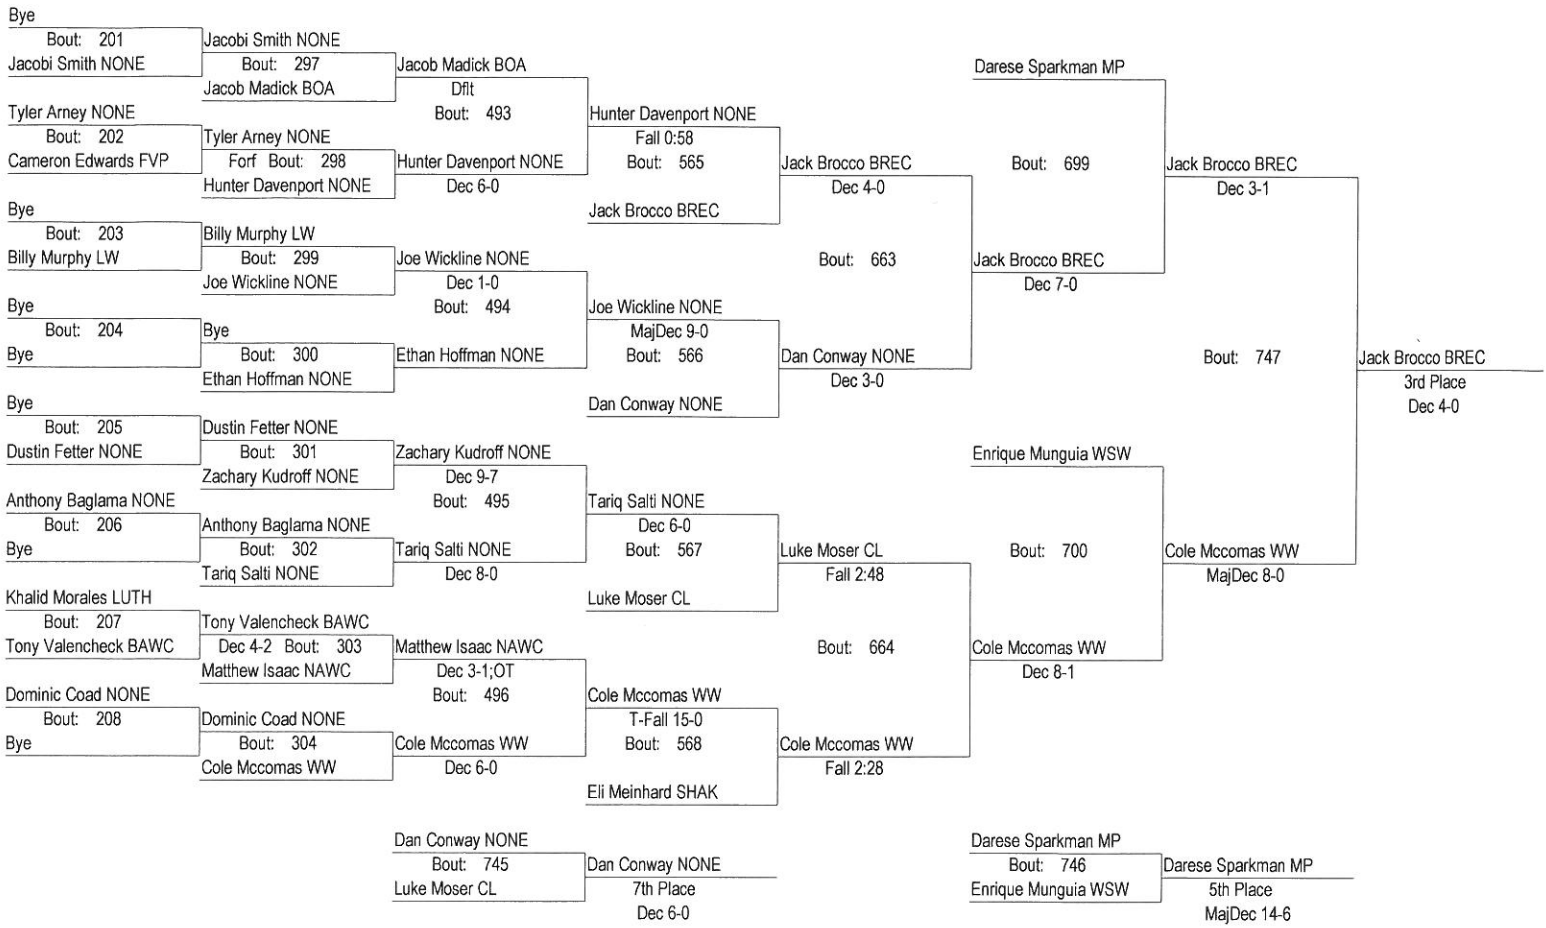 Bye
Bout: 201
Jacobi Smith NONE
Tyler Arney NONE
Bout: 202
Cameron Edwards FVP
Bye
Bout: 203
Billy Murphy LW
Bye
Bout: 204
Bye
Bye
Bout: 205
Dustin Fetter NONE
Anthony Baglama NONE
Bout: 206
Bye
Khalid Morales LUTH
Bout: 207
Tony Valencheck BAWC
Dominic Coad NONE
Bout: 208
Bye
Jacobi Smith NONE
Bout: 297
Jacob Madick BOA
Tyler Arney NONE
Forf Bout: 298
Hunter Davenport NONE
Billy Murphy LW
Bout: 299
Joe Wickline NONE
Bye
Bout: 300
Ethan Hoffman NONE
Dustin Fetter NONE
Bout: 301
Zachary Kudroff NONE
Anthony Baglama NONE
Bout: 302
Tariq Salti NONE
Tony Valencheck BAWC
Dec 4-2 Bout: 303
Matthew Isaac NAWC
Dominic Coad NONE
Bout: 304
Cole Mccomas WW
Jacob Madick BOA
Dflt
Bout: 493
Hunter Davenport NONE
Dec 6-0
Joe Wickline NONE
Dec 1-0
Bout: 494
Ethan Hoffman NONE
Zachary Kudroff NONE
Dec 9-7
Bout: 495
Tariq Salti NONE
Dec 8-0
Matthew Isaac NAWC
Dec 3-1;OT
Bout: 496
Cole Mccomas WW
Dec 6-0
Hunter Davenport NONE
Fall 0:58
Bout: 565
Jack Brocco BREC
Joe Wickline NONE
MajDec 9-0
Bout: 566
Dan Conway NONE
Tariq Salti NONE
Dec 6-0
Bout: 567
Luke Moser CL
Cole Mccomas WW
T-Fall 15-0
Bout: 568
Eli Meinhard SHAK
Jack Brocco BREC
Dec 4-0
Bout: 663
Dan Conway NONE
Dec 3-0
Luke Moser CL
Fall 2:48
Bout: 664
Cole Mccomas WW
Fall 2:28
Darese Sparkman MP
Bout: 699
Jack Brocco BREC
Dec 7-0
Enrique Munguia WSW
Bout: 700
Cole Mccomas WW
Dec 8-1
Jack Brocco BREC
Dec 3-1
Bout: 747
Cole Mccomas WW
MajDec 8-0
Jack Brocco BREC
3rd Place
Dec 4-0
Dan Conway NONE
Bout: 745
Luke Moser CL
Dan Conway NONE
7th Place
Dec 6-0
Darese Sparkman MP
Bout: 746
Enrique Munguia WSW
Darese Sparkman MP
5th Place
MajDec 14-6